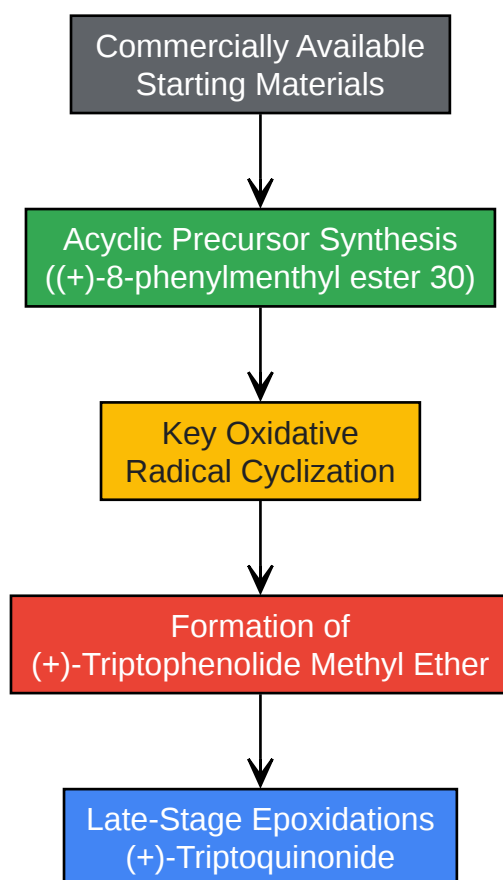 Commercially Available
Starting Materials
Acyclic Precursor Synthesis
((+)-8-phenylmenthyl ester 30)
Key Oxidative
Radical Cyclization
Formation of
(+)-Triptophenolide Methyl Ether
Late-Stage Epoxidations
(+)-Triptoquinonide